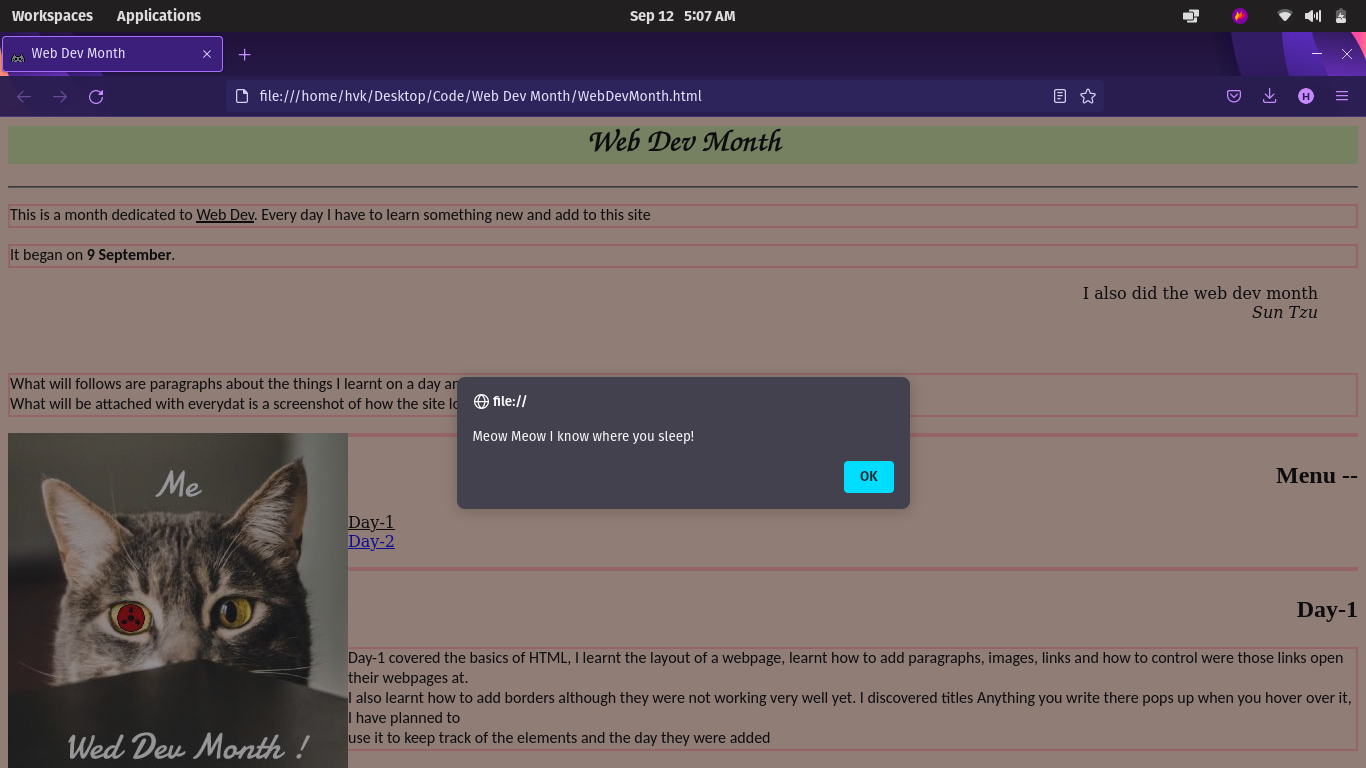 Workspaces Applications Sep 12 5:07 AM
Web Dev Month
file:///home/hvk/Desktop/Code/Web Dev Month/WebDevMonth.html
H
Web Dev Month
This is a month dedicated to Web Dev. Every day I have to learn something new and add to this site
It began on 9 September.
I also did the web dev month
Sun Tzu
What will follows are paragraphs about the things I learnt on a day
What will be attached with everydat is a screenshot of how the site
file://
Meow Meow I know where you sleep!
OK
Me
Wed Dev Month !
Menu --
Day-1
Day-2
Day-1
Day-1 covered the basics of HTML, I learnt the layout of a webpage, learnt how to add paragraphs, images, links and how to control were those links open
their webpages at.
I also learnt how to add borders although they were not working very well yet. I discovered titles Anything you write there pops up when you hover over it,
I have planned to
use it to keep track of the elements and the day they were added